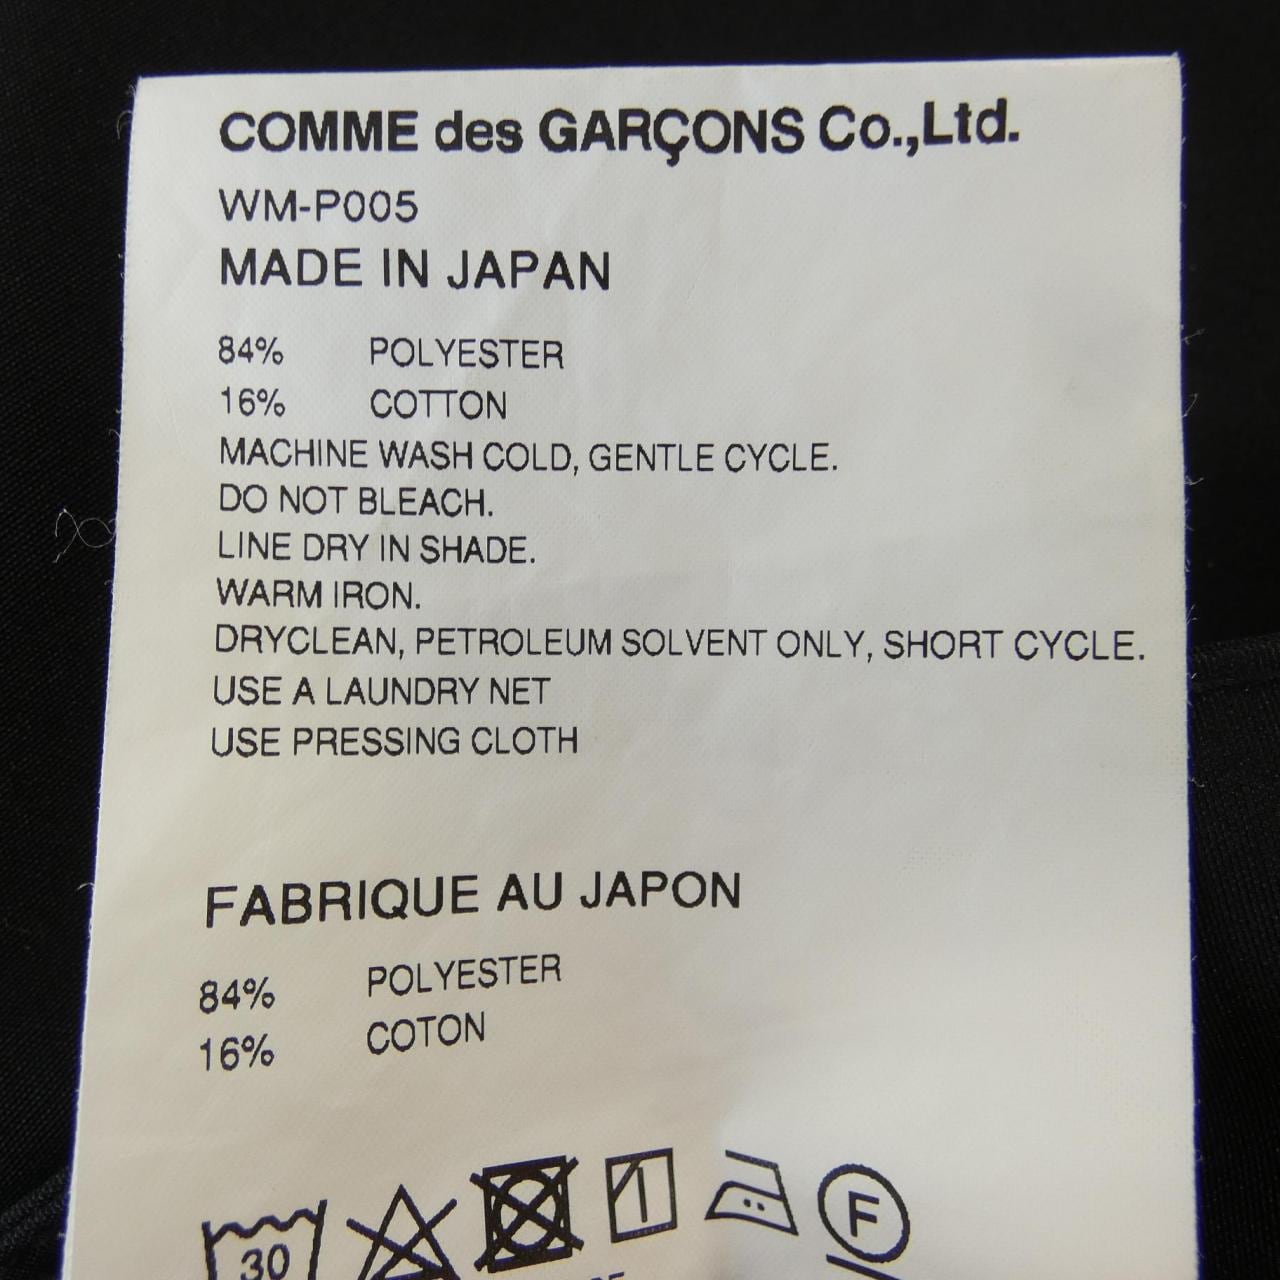 COMME des GARÇONS Co.,Ltd.
WM-P005
MADE IN JAPAN
84% POLYESTER
16% COTTON
MACHINE WASH COLD, GENTLE CYCLE.
DO NOT BLEACH.
LINE DRY IN SHADE.
WARM IRON.
DRYCLEAN, PETROLEUM SOLVENT ONLY, SHORT CYCLE.
USE A LAUNDRY NET
USE PRESSING CLOTH
FABRIQUE AU JAPON
84% POLYESTER
16% COTON
30 F